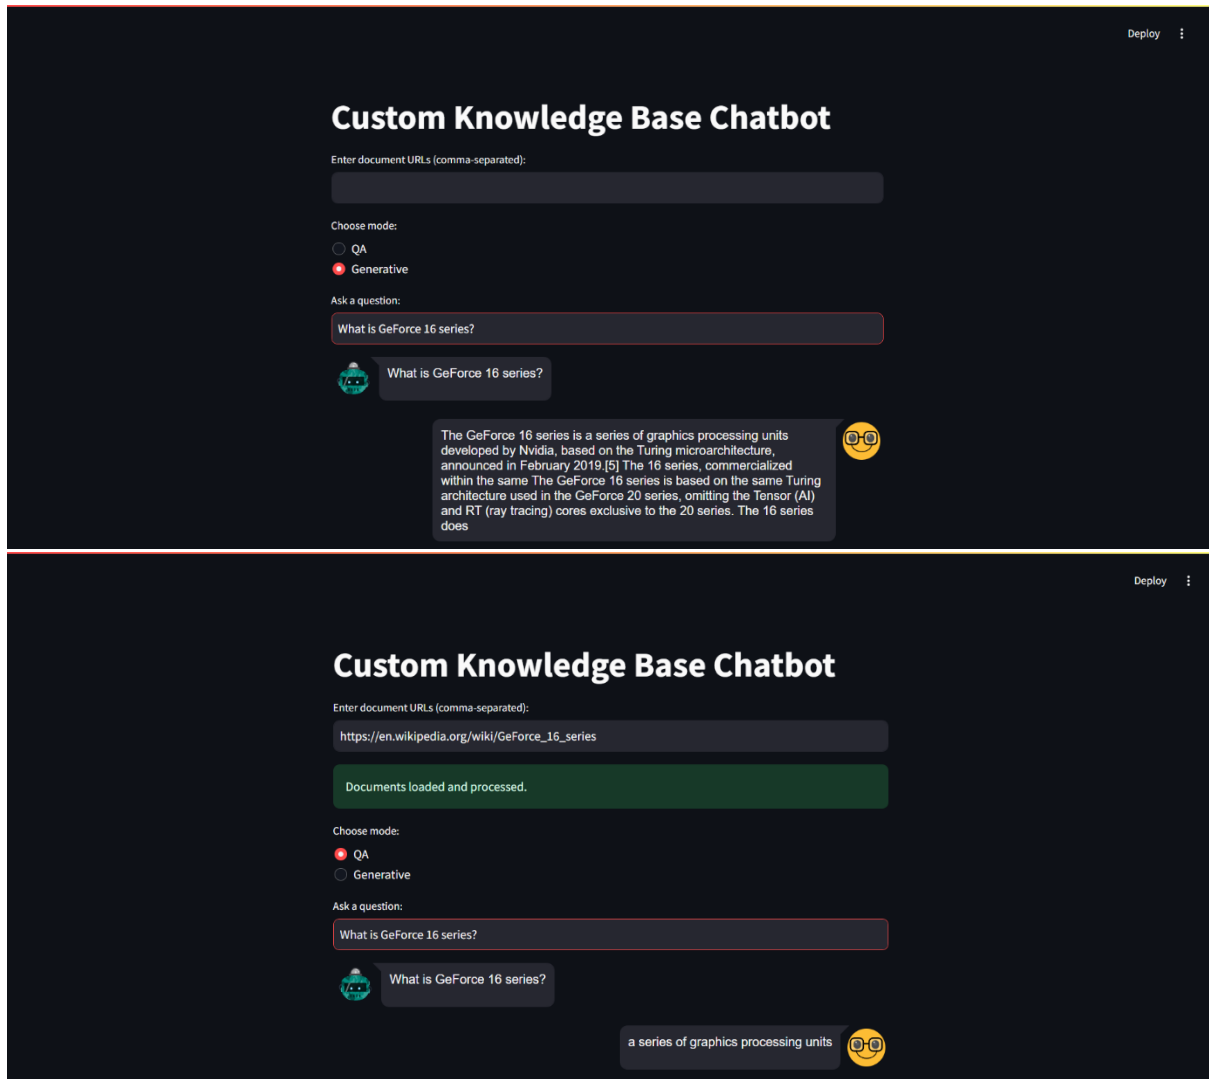 Deploy
Custom Knowledge Base Chatbot
Enter document URLs (comma-separated):
Choose mode:
QA
Generative
Ask a question:
What is GeForce 16 series?
What is GeForce 16 series?
The GeForce 16 series is a series of graphics processing units
developed by Nvidia, based on the Turing microarchitecture,
announced in February 2019.[5] The 16 series, commercialized
within the same The GeForce 16 series is based on the same Turing
architecture used in the GeForce 20 series, omitting the Tensor (AI)
and RT (ray tracing) cores exclusive to the 20 series. The 16 series
does
Deploy
Custom Knowledge Base Chatbot
Enter document URLs (comma-separated):
https://en.wikipedia.org/wiki/GeForce_16_series
Documents loaded and processed.
Choose mode:
QA
Generative
Ask a question:
What is GeForce 16 series?
What is GeForce 16 series?
a series of graphics processing units